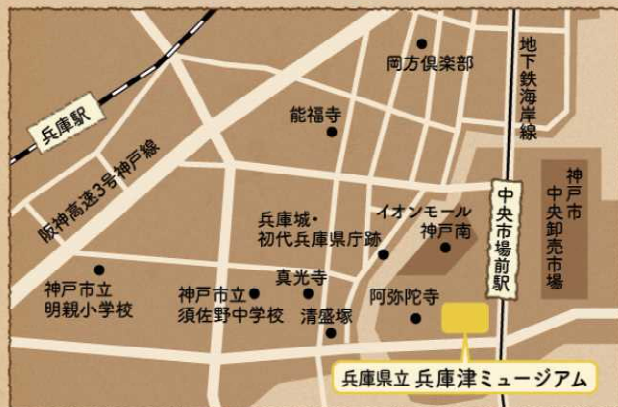 岡方倶楽部
地下鉄海岸線
能福寺
兵庫駅
阪神高速3号神戸線
神戸市
中央卸売市場
中央市場前駅
イオンモール
神戸南
兵庫城・
初代兵庫県庁跡
神戸市立
明親小学校
神戸市立
須佐野中学校
真光寺
清盛塚
阿弥陀寺
兵庫県立 兵庫津ミュージアム